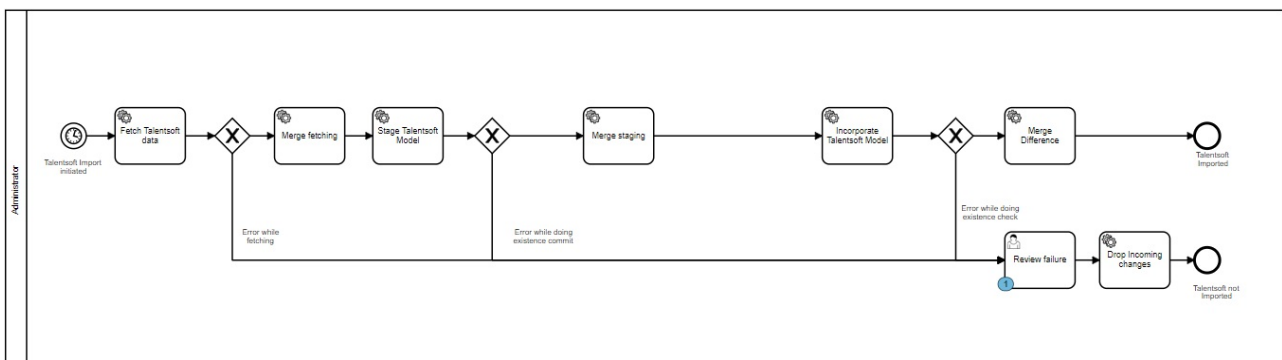 Administrator
Talentsoft Import
initiated
Fetch Talentsoft
data
X
Error while
fetching
Merge fetching
Stage Talentsoft
Model
X
Error while doing
existence commit
Merge staging
Incorporate
Talentsoft Model
X
Error while doing
existence check
Merge
Difference
Talentsoft
Imported
Review failure
1
Drop Incoming
changes
Talentsoft not
Imported